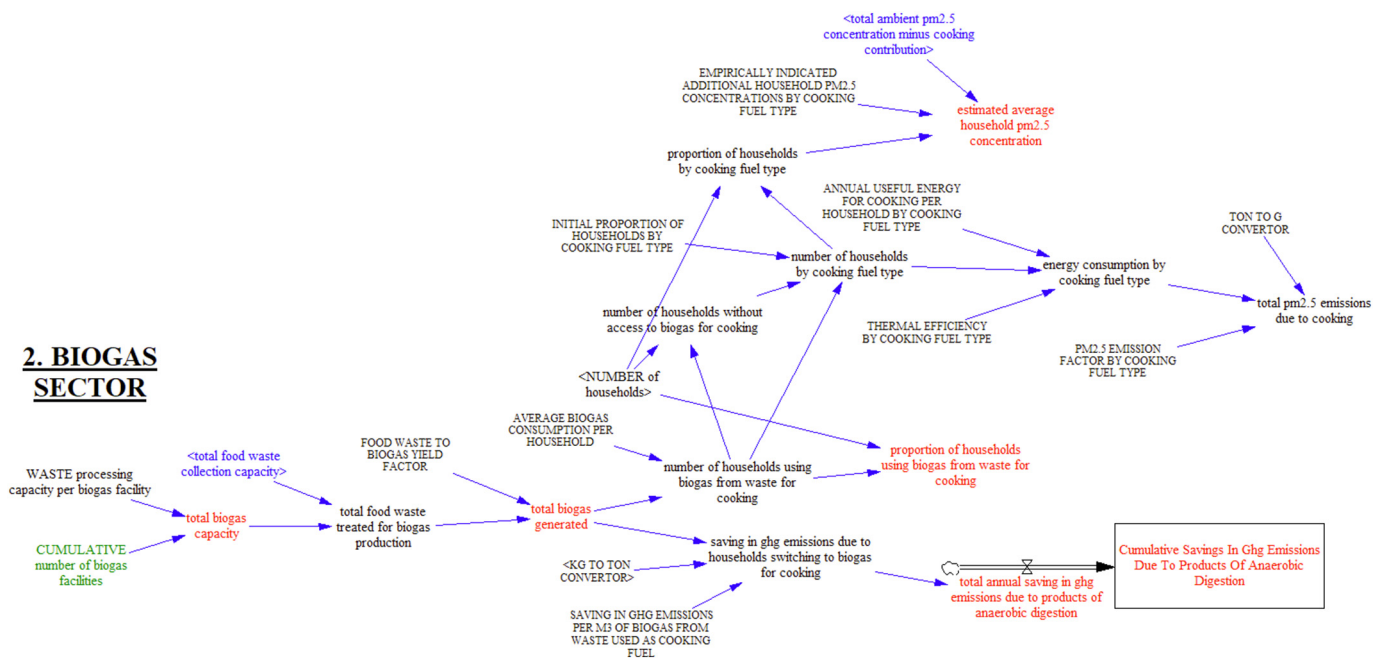 <total ambient pm2.5
concentration minus cooking
contribution>
EMPIRICALLY INDICATED
ADDITIONAL HOUSEHOLD PM2.5
CONCENTRATIONS BY COOKING
FUEL TYPE
estimated average
household pm2.5
concentration
proportion of households
by cooking fuel type
ANNUAL USEFUL ENERGY
FOR COOKING PER
HOUSEHOLD BY COOKING
FUEL TYPE
INITIAL PROPORTION OF
HOUSEHOLDS BY
COOKING FUEL TYPE
TON TO G
CONVERTOR
number of households
by cooking fuel type
energy consumption by
cooking fuel type
number of households without
access to biogas for cooking
total pm2.5 emissions
due to cooking
THERMAL EFFICIENCY
BY COOKING FUEL TYPE
PM2.5 EMISSION
FACTOR BY COOKING
FUEL TYPE
2. BIOGAS
SECTOR
<NUMBER of
households>
AVERAGE BIOGAS
CONSUMPTION PER
HOUSEHOLD
FOOD WASTE TO
BIOGAS YIELD
FACTOR
<total food waste
collection capacity>
WASTE processing
capacity per biogas facility
number of households using
biogas from waste for
cooking
proportion of households
using biogas from waste for
cooking
total biogas
capacity
total food waste
treated for biogas
production
total biogas
generated
CUMULATIVE
number of biogas
facilities
saving in ghg emissions due to
households switching to biogas
for cooking
<KG TO TON
CONVERTOR>
SAVING IN GHG EMISSIONS
PER M3 OF BIOGAS FROM
WASTE USED AS COOKING
FUEL
total annual saving in ghg
emissions due to products of
anaerobic digestion
Cumulative Savings In Ghg Emissions
Due To Products Of Anaerobic
Digestion